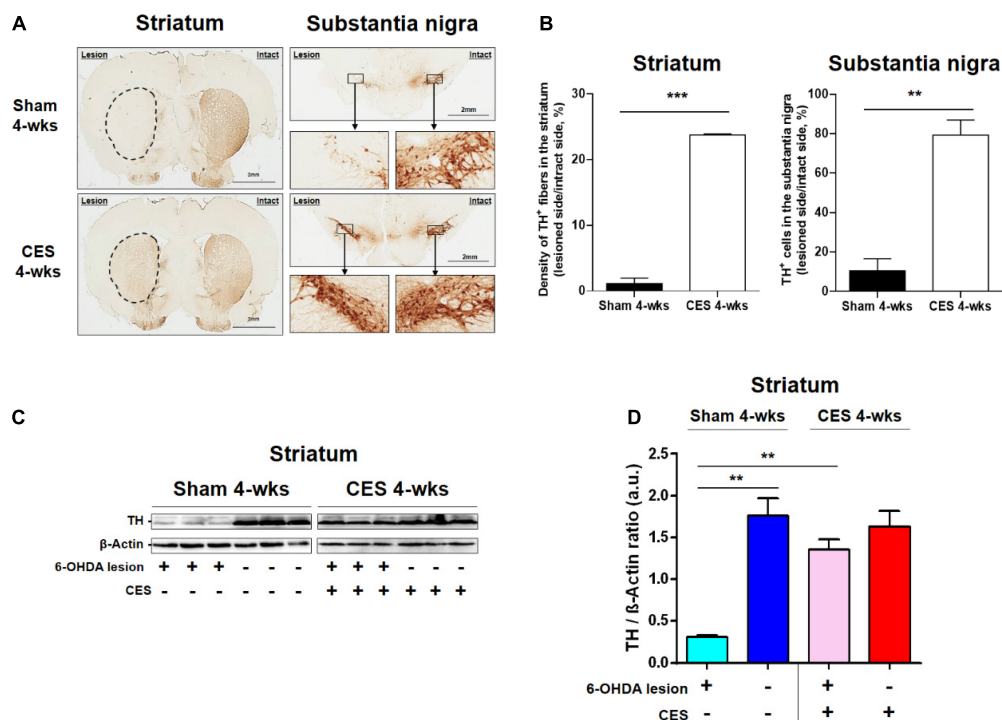 A
Striatum
Substantia nigra
Lesion
Intact
Lesion
Intact
Sham
4-wks
2mm
2mm
CES
4-wks
2mm
2mm
B
Striatum
Density of TH⁺ fibers in the striatum
(lesioned side/intact side, %)
30
20
10
0
***
Sham 4-wks
CES 4-wks
Substantia nigra
TH⁺ cells in the substantia nigra
(lesioned side/intact side, %)
100
80
60
40
20
0
**
Sham 4-wks
CES 4-wks
C
Striatum
Sham 4-wks
CES 4-wks
TH
β-Actin
6-OHDA lesion + + + - - - + + + - - -
CES - - - - - - + + + + + +
D
Striatum
Sham 4-wks
CES 4-wks
TH / ß-Actin ratio (a.u.)
2.5
2.0
1.5
1.0
0.5
0.0
**
**
6-OHDA lesion + - + -
CES - - + +